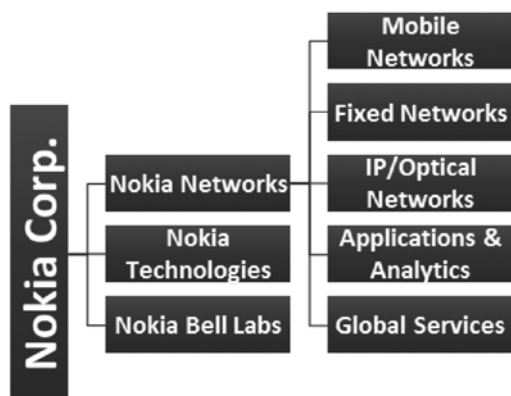 Nokia Corp.
Nokia Networks
Nokia
Technologies
Nokia Bell Labs
Mobile
Networks
Fixed Networks
IP/Optical
Networks
Applications &
Analytics
Global Services